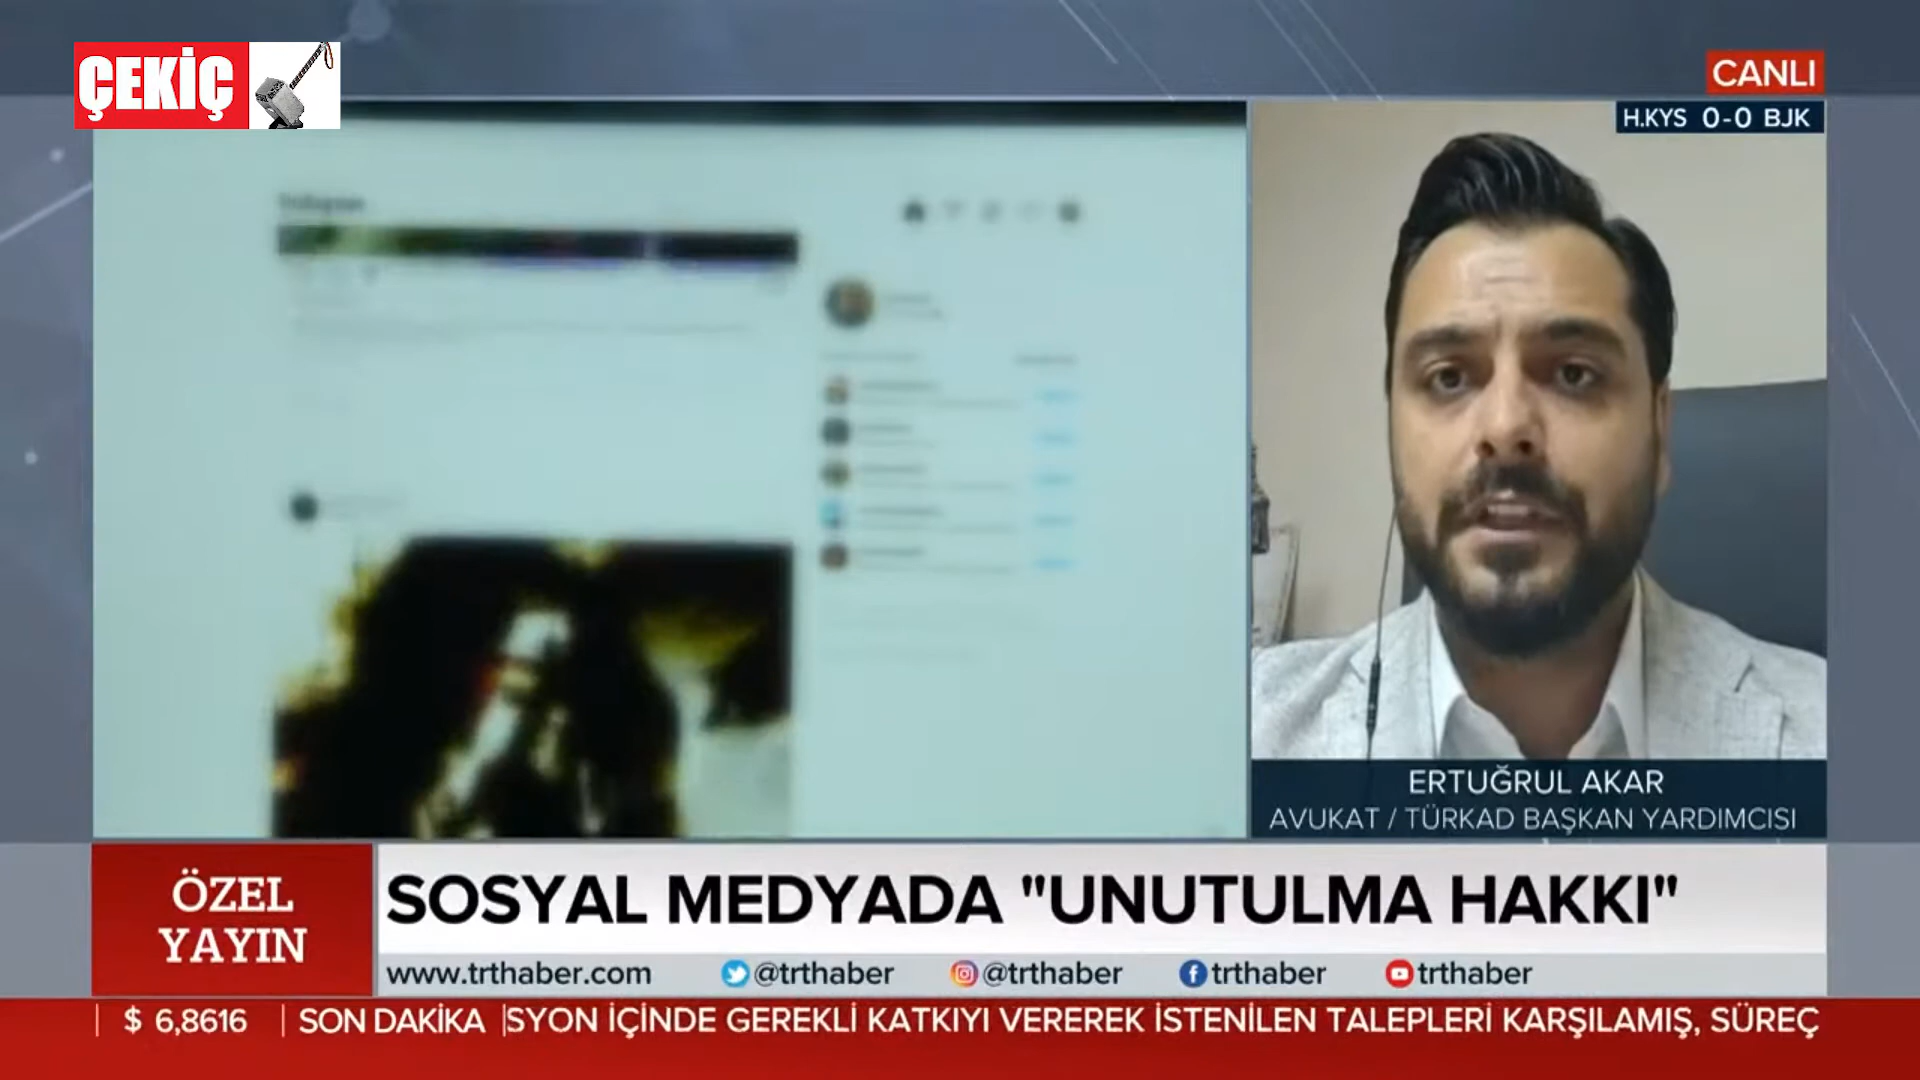 ÇEKİÇ
CANLI
H.KYS 0-0 BJK
ERTUĞRUL AKAR
AVUKAT / TÜRKAD BAŞKAN YARDIMCISI
ÖZEL
YAYIN
SOSYAL MEDYADA "UNUTULMA HAKKI"
www.trthaber.com @trthaber @trthaber trthaber trthaber
$ 6,8616 SON DAKİKA SYON İÇİNDE GEREKLİ KATKIYI VEREREK İSTENİLEN TALEPLERİ KARŞILAMIŞ, SÜREÇ